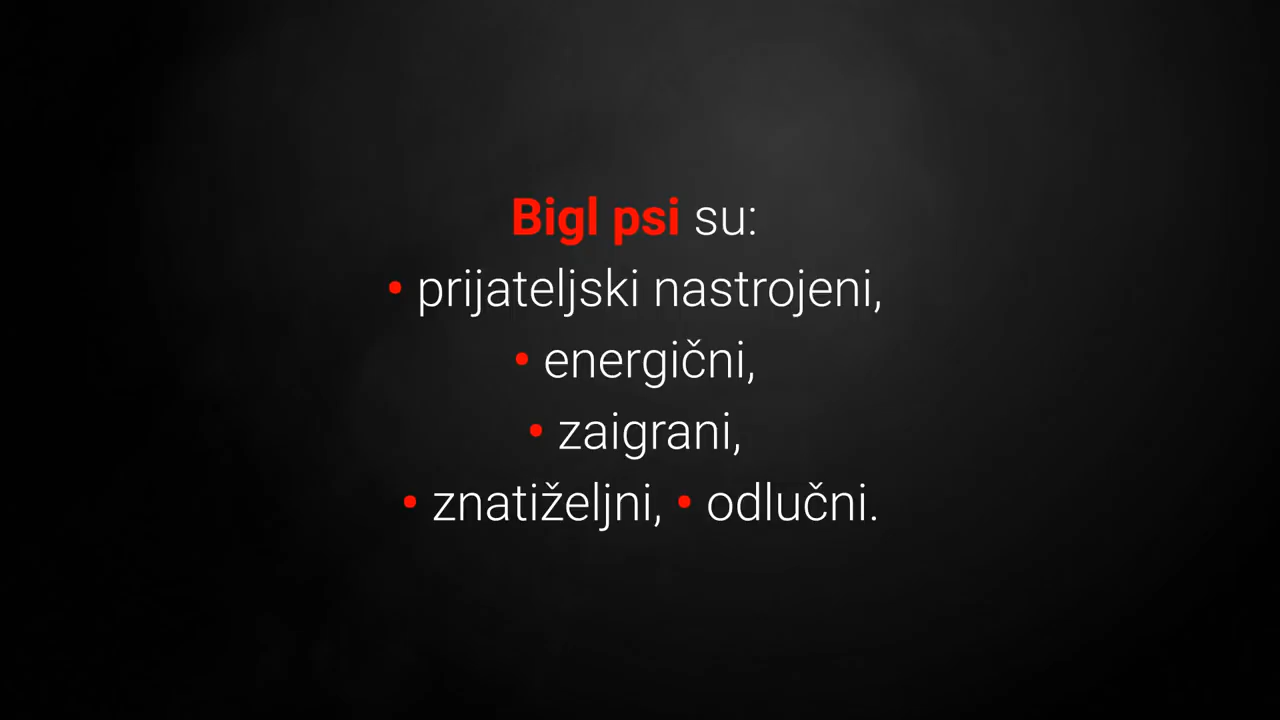 Bigl psi su:
• prijateljski nastrojeni,
• energični,
• zaigrani,
• znatiželjni, • odlučni.